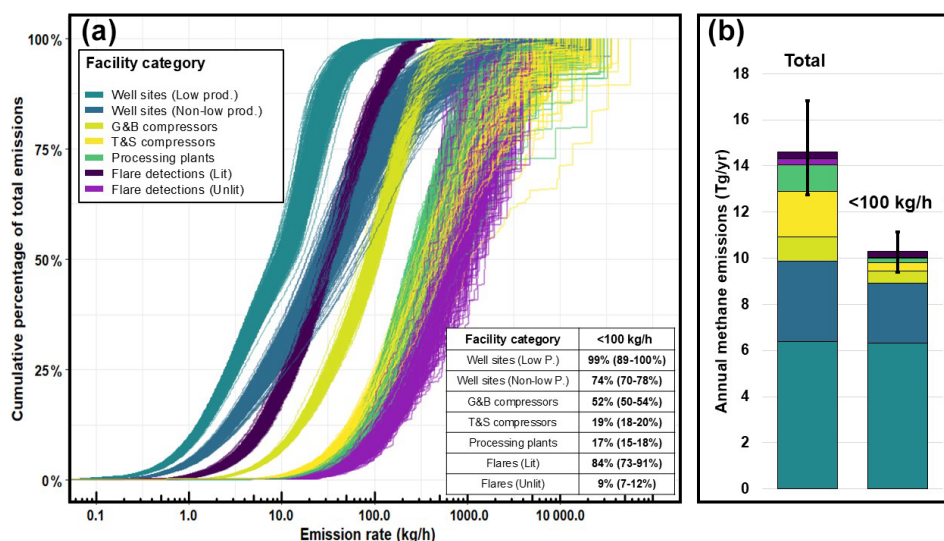 (a)
100%
75%
50%
25%
0%
Cumulative percentage of total emissions
Facility category
Well sites (Low prod.)
Well sites (Non-low prod.)
G&B compressors
T&S compressors
Processing plants
Flare detections (Lit)
Flare detections (Unlit)
Facility category <100 kg/h
Well sites (Low P.) 99% (89-100%)
Well sites (Non-low P.) 74% (70-78%)
G&B compressors 52% (50-54%)
T&S compressors 19% (18-20%)
Processing plants 17% (15-18%)
Flares (Lit) 84% (73-91%)
Flares (Unlit) 9% (7-12%)
0.1 1.0 10.0 100.0 1000.0 10 000.0
Emission rate (kg/h)
(b)
Annual methane emissions (Tg/yr)
18
16
14
12
10
8
6
4
2
0
Total
<100 kg/h